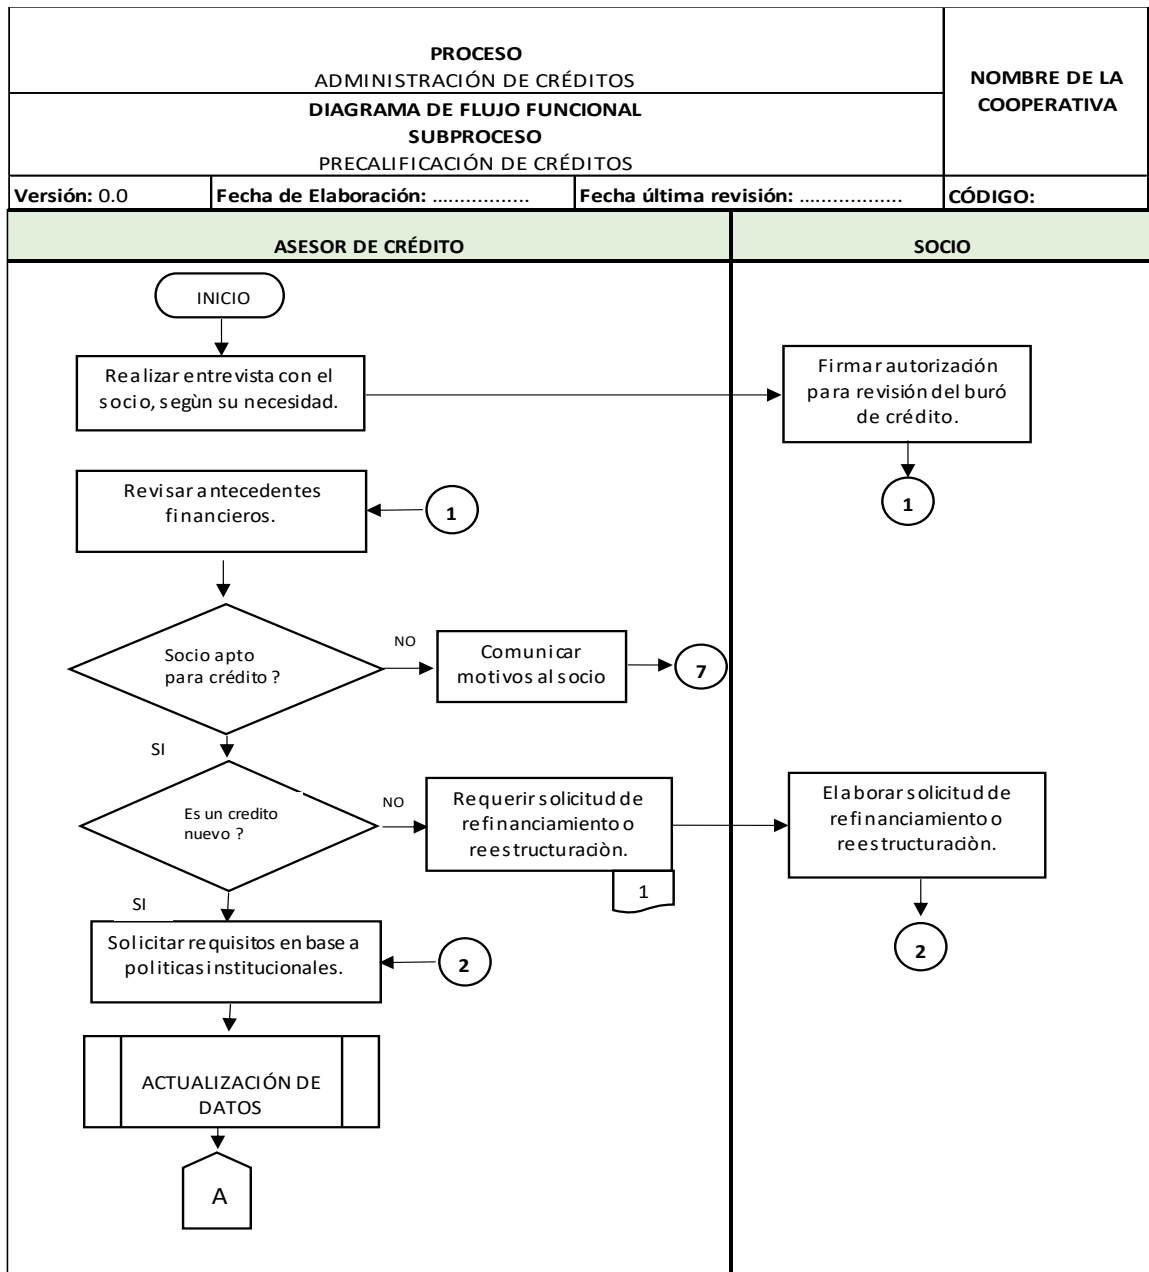 PROCESO
ADMINISTRACIÓN DE CRÉDITOS
NOMBRE DE LA
COOPERATIVA
DIAGRAMA DE FLUJO FUNCIONAL
SUBPROCESO
PRECALIFICACIÓN DE CRÉDITOS
Versión: 0.0
Fecha de Elaboración: .................
Fecha última revisión: ..................
CÓDIGO:
ASESOR DE CRÉDITO
SOCIO
INICIO
Realizar entrevista con el
socio, segùn su necesidad.
Firmar autorización
para revisión del buró
de crédito.
Revisar antecedentes
financieros.
1
1
Socio apto
para crédito ?
NO
Comunicar
motivos al socio
7
SI
Es un credito
nuevo ?
NO
Requerir solicitud de
refinanciamiento o
reestructuraciòn.
1
Elaborar solicitud de
refinanciamiento o
reestructuraciòn.
SI
Solicitar requisitos en base a
politicas institucionales.
2
2
ACTUALIZACIÓN DE
DATOS
A